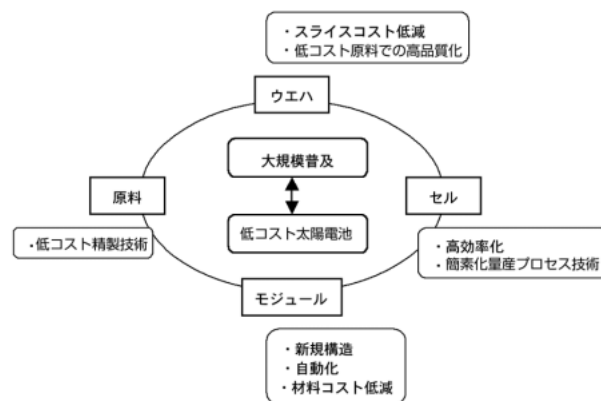 ・スライスコスト低減
・低コスト原料での高品質化
ウエハ
大規模普及
原料
セル
低コスト太陽電池
・低コスト精製技術
・高効率化
・簡素化量産プロセス技術
モジュール
・新規構造
・自動化
・材料コスト低減